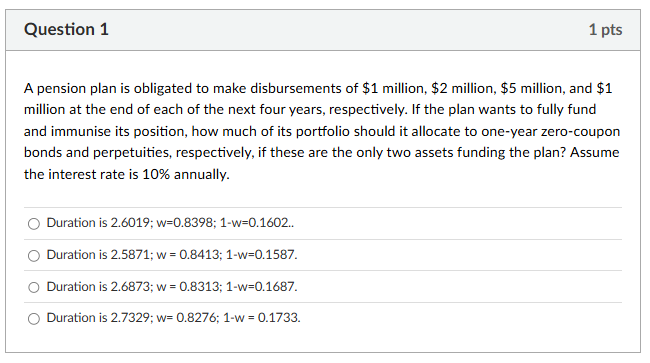 Question 1
1 pts
A pension plan is obligated to make disbursements of $1 million, $2 million, $5 million, and $1
million at the end of each of the next four years, respectively. If the plan wants to fully fund
and immunise its position, how much of its portfolio should it allocate to one-year zero-coupon
bonds and perpetuities, respectively, if these are the only two assets funding the plan? Assume
the interest rate is 10% annually.
Duration is 2.6019; w=0.8398; 1-w=0.1602..
Duration is 2.5871; w = 0.8413; 1-w=0.1587.
Duration is 2.6873; w = 0.8313; 1-w=0.1687.
Duration is 2.7329; w= 0.8276; 1-w = 0.1733.